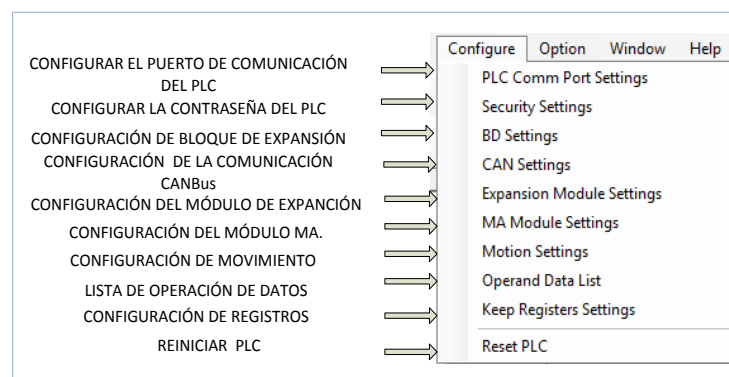 Configure Option Window Help
CONFIGURAR EL PUERTO DE COMUNICACIÓN
DEL PLC
PLC Comm Port Settings
CONFIGURAR LA CONTRASEÑA DEL PLC
Security Settings
CONFIGURACIÓN DE BLOQUE DE EXPANSIÓN
BD Settings
CONFIGURACIÓN DE LA COMUNICACIÓN
CANBus
CAN Settings
CONFIGURACIÓN DEL MÓDULO DE EXPANCIÓN
Expansion Module Settings
CONFIGURACIÓN DEL MÓDULO MA.
MA Module Settings
CONFIGURACIÓN DE MOVIMIENTO
Motion Settings
LISTA DE OPERACIÓN DE DATOS
Operand Data List
CONFIGURACIÓN DE REGISTROS
Keep Registers Settings
REINICIAR PLC
Reset PLC